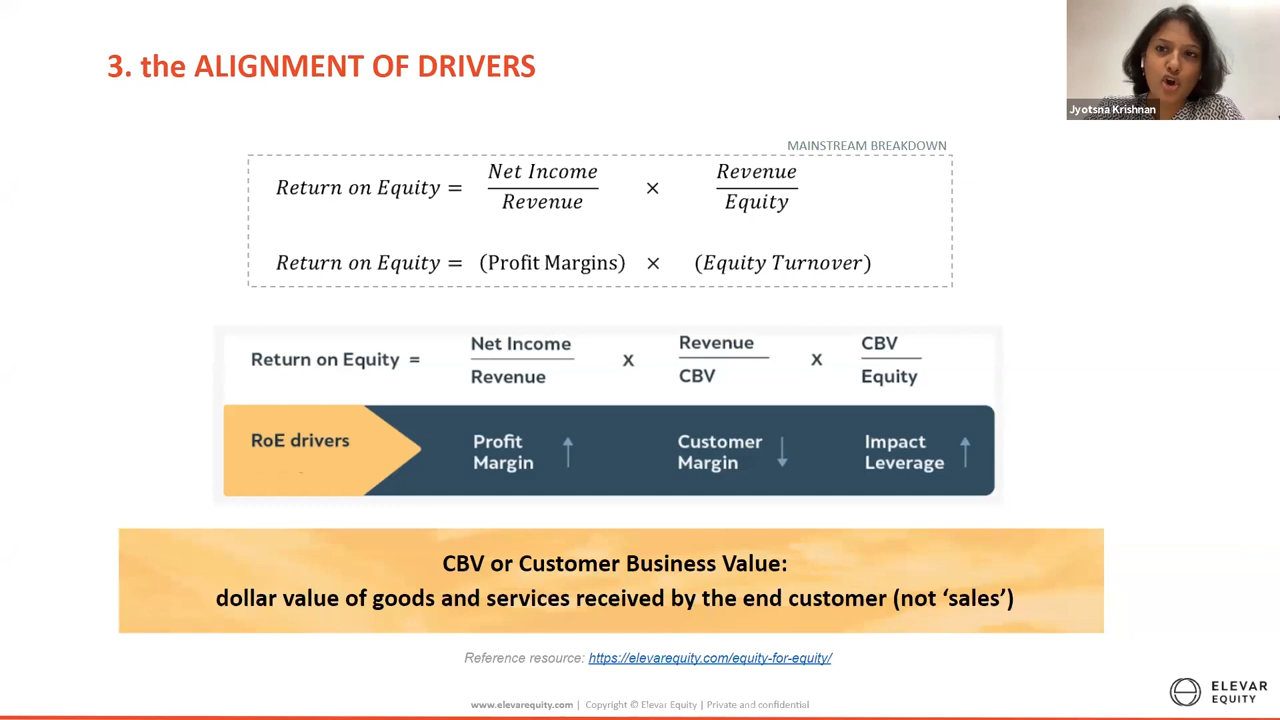 3. the ALIGNMENT OF DRIVERS
Jyotsna Krishnan
MAINSTREAM BREAKDOWN
Return on Equity = Net Income / Revenue × Revenue / Equity
Return on Equity = (Profit Margins) × (Equity Turnover)
Return on Equity = Net Income / Revenue x Revenue / CBV x CBV / Equity
RoE drivers
Profit Margin ↑
Customer Margin ↓
Impact Leverage ↑
CBV or Customer Business Value:
dollar value of goods and services received by the end customer (not ‘sales’)
Reference resource: https://elevarequity.com/equity-for-equity/
www.elevarequity.com | Copyright © Elevar Equity | Private and confidential
ELEVAR
EQUITY